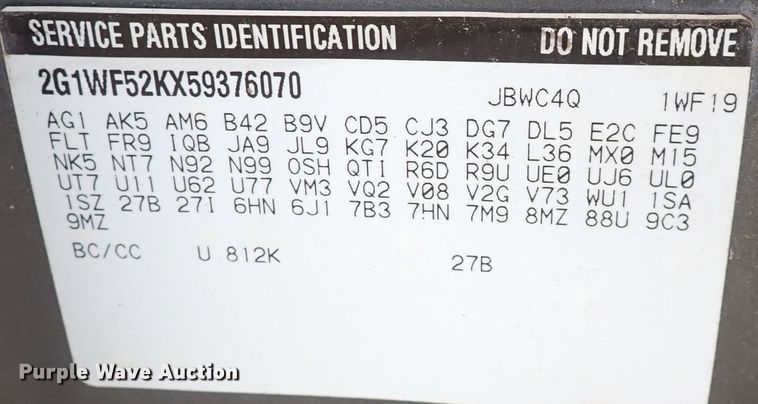 SERVICE PARTS IDENTIFICATION DO NOT REMOVE
2G1WF52KX59376070 JBWC4Q 1WF19
AG1 AK5 AM6 B42 B9V CD5 CJ3 DG7 DL5 E2C FE9
FLT FR9 IQB JA9 JL9 KG7 K20 K34 L36 MX0 M15
NK5 NT7 N92 N99 OSH QTI R6D R9U UE0 UJ6 UL0
UT7 U11 U62 U77 VM3 VQ2 V08 V2G V73 WU1 1SA
1SZ 27B 27I 6HN 6J1 7B3 7HN 7M9 8MZ 88U 9C3
9MZ
BC/CC U 812K 27B
Purple Wave Auction